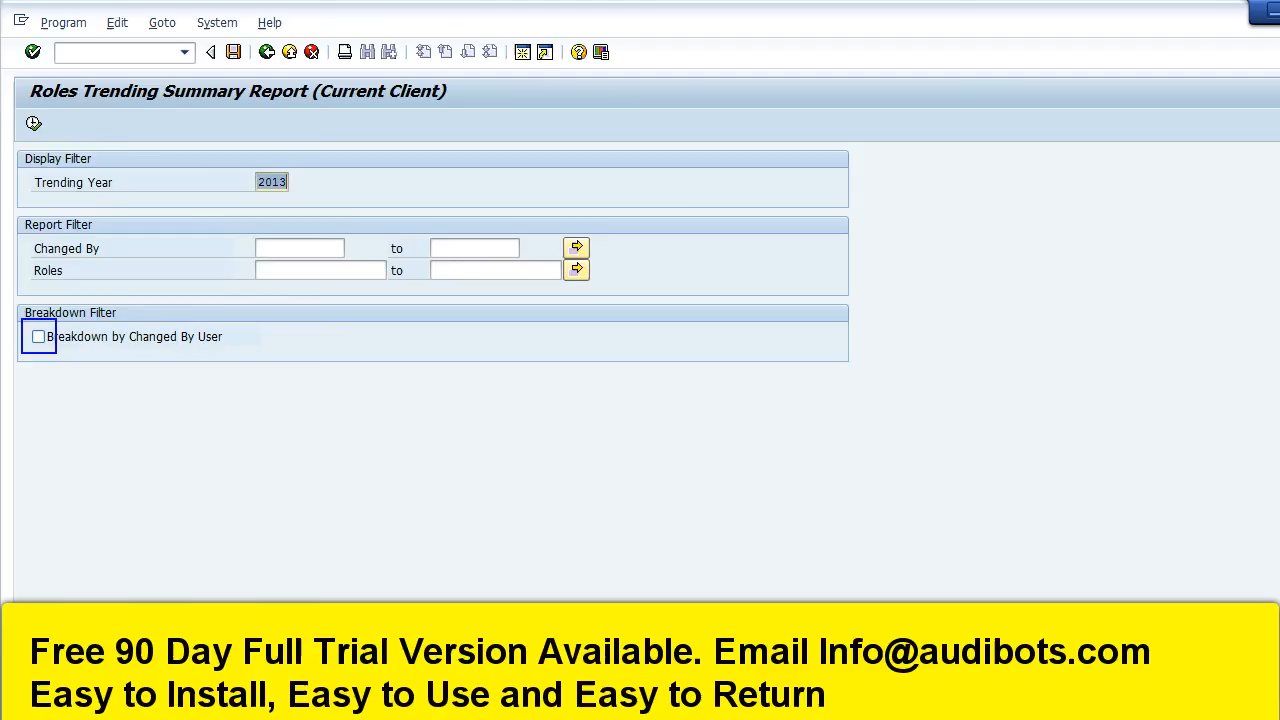 Program Edit Goto System Help
Roles Trending Summary Report (Current Client)
Display Filter
Trending Year 2013
Report Filter
Changed By to
Roles to
Breakdown Filter
Breakdown by Changed By User
Free 90 Day Full Trial Version Available. Email Info@audibots.com
Easy to Install, Easy to Use and Easy to Return